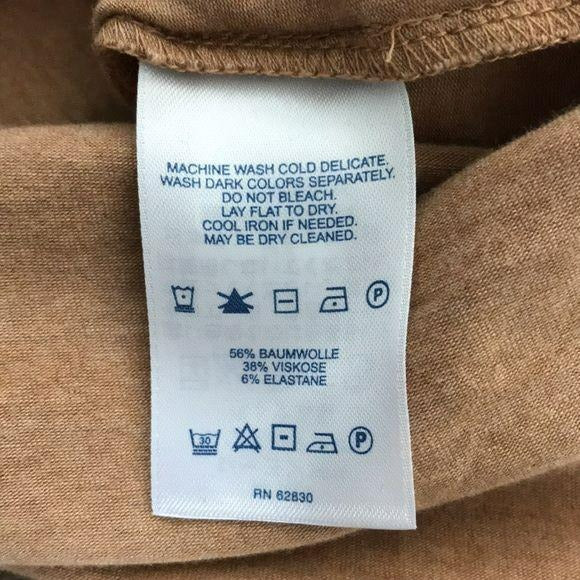 MACHINE WASH COLD DELICATE.
WASH DARK COLORS SEPARATELY.
DO NOT BLEACH.
LAY FLAT TO DRY.
COOL IRON IF NEEDED.
MAY BE DRY CLEANED.
P
56% BAUMWOLLE
38% VISKOSE
6% ELASTANE
30 P
RN 62830